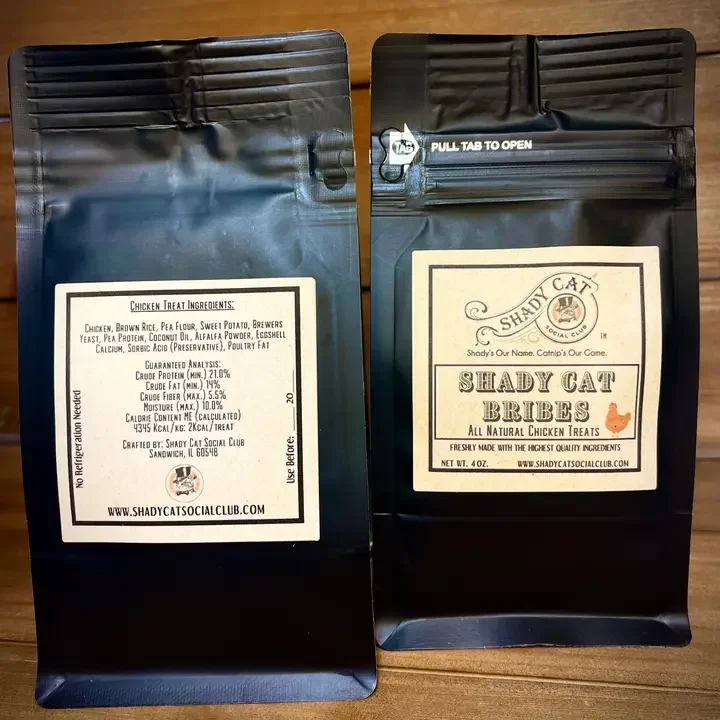 Chicken Treat Ingredients:
Chicken, Brown Rice, Pea Flour, Sweet Potato, Brewers
Yeast, Pea Protein, Coconut Oil, Alfalfa Powder, Eggshell
Calcium, Sorbic Acid (Preservative), Poultry Fat
Guaranteed Analysis:
Crude Protein (min.) 21.0%
Crude Fat (min.) 14%
Crude Fiber (max.) 5.5%
Moisture (max.) 10.0%
Calorie Content ME (calculated)
4345 Kcal/kg: 2Kcal/treat
Crafted by: Shady Cat Social Club
Sandwich, IL 60548
www.shadycatsocialclub.com
No Refrigeration Needed
Use Before: 20
TAB
PULL TAB TO OPEN
SHADY CAT
SOCIAL CLUB
TM
Shady's Our Name. Catnip's Our Game.
SHADY CAT
BRIBES
All Natural Chicken Treats
Freshly made with the highest quality ingredients
Net Wt. 4 oz. www.shadycatsocialclub.com